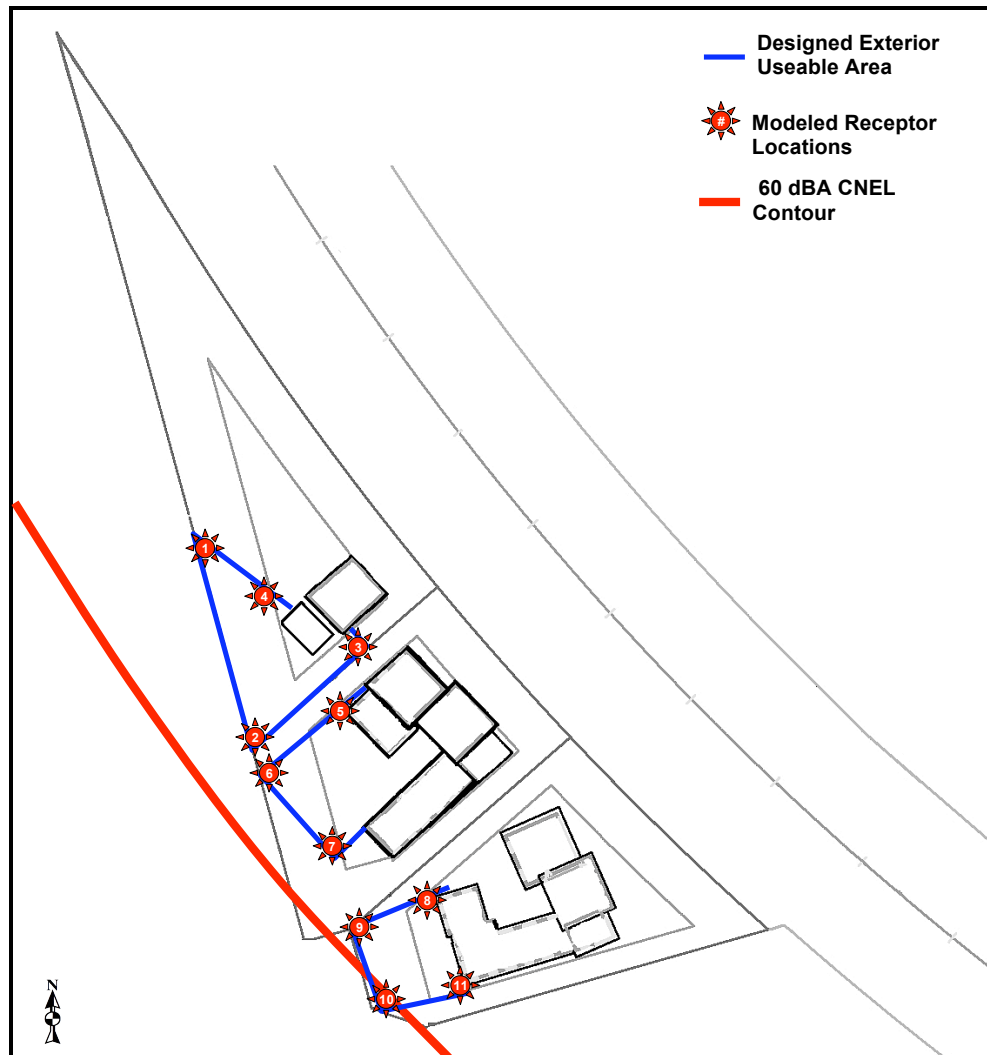 Designed Exterior
Useable Area
#
Modeled Receptor
Locations
60 dBA CNEL
Contour
1
4
3
5
2
6
7
8
9
11
10
N